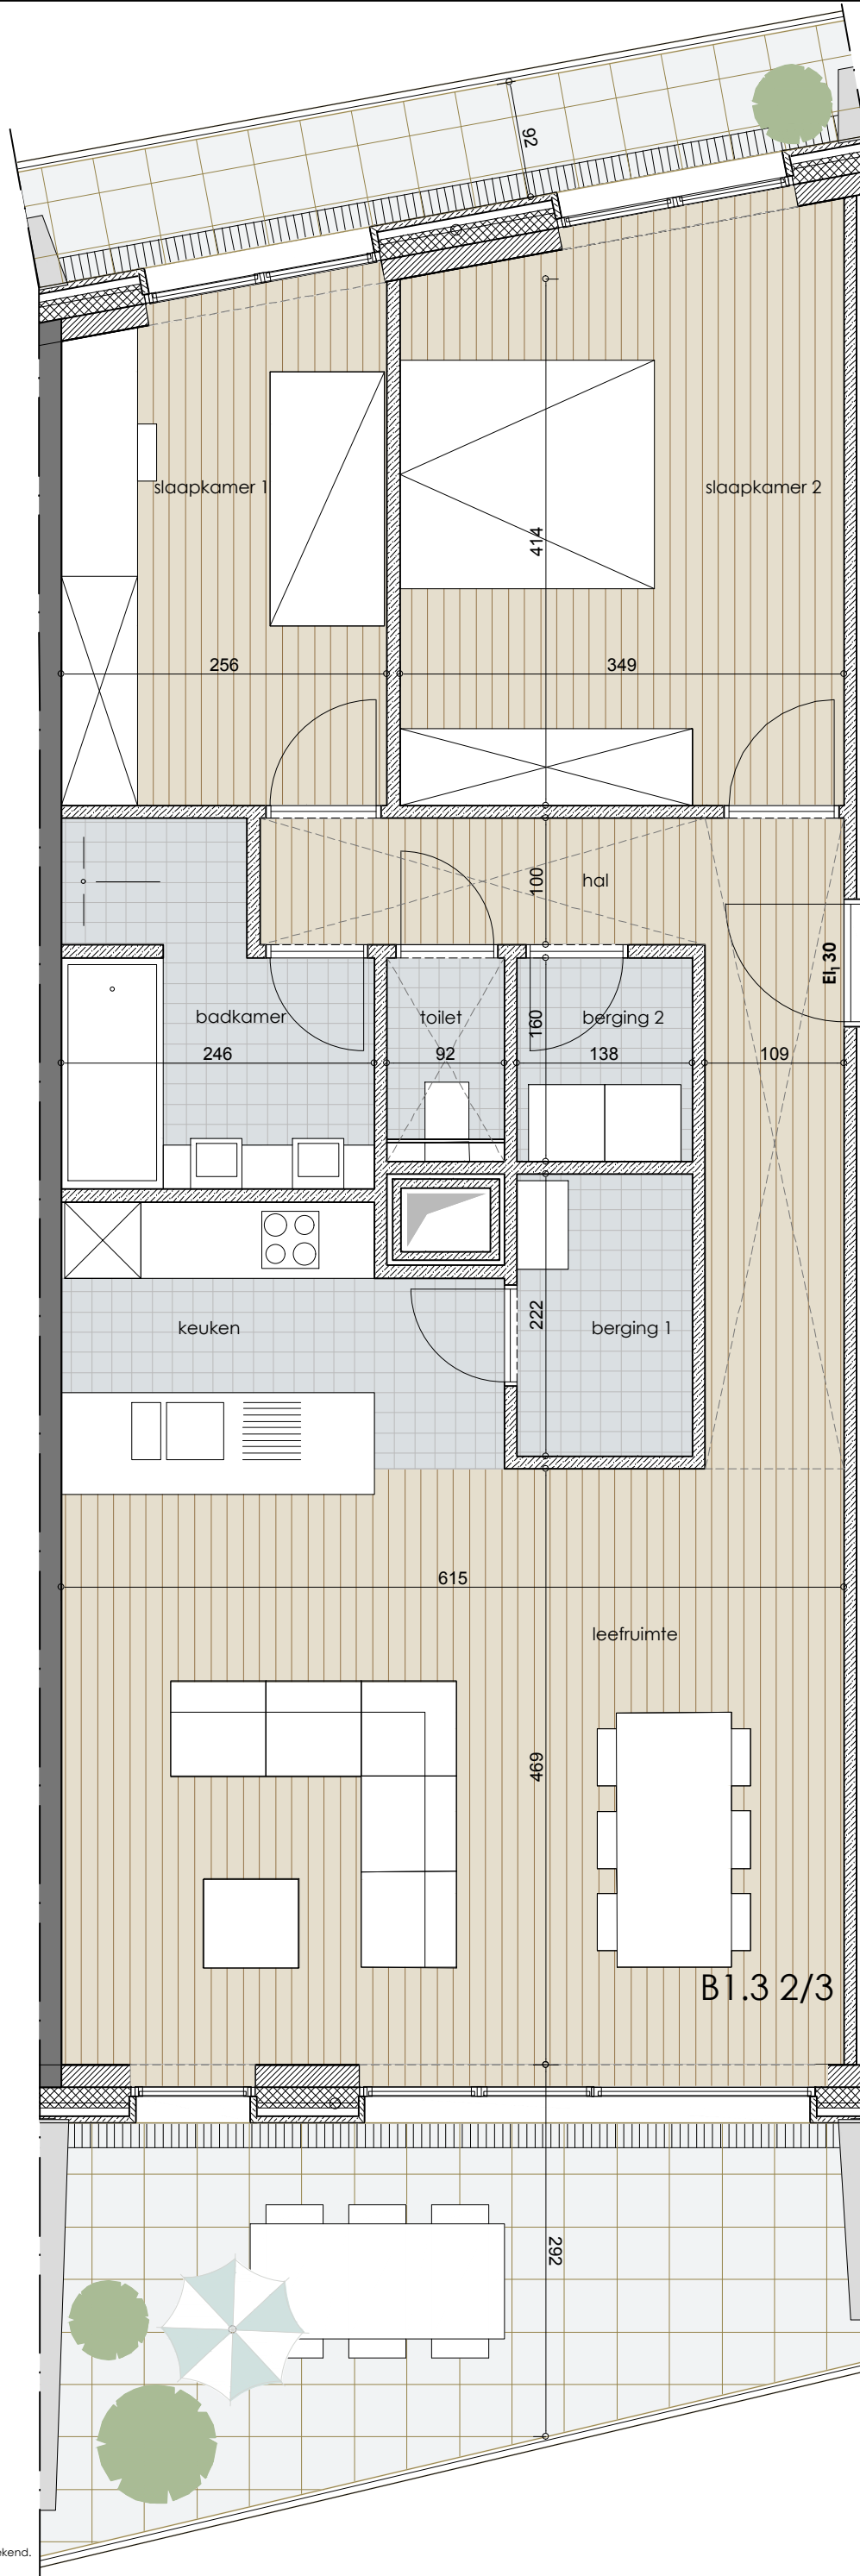 92
slaapkamer 1
slaapkamer 2
414
256
349
hal
100
EI₁ 30
badkamer
toilet
160
berging 2
246
92
138
109
keuken
222
berging 1
615
leefruimte
469
B1.3 2/3
292